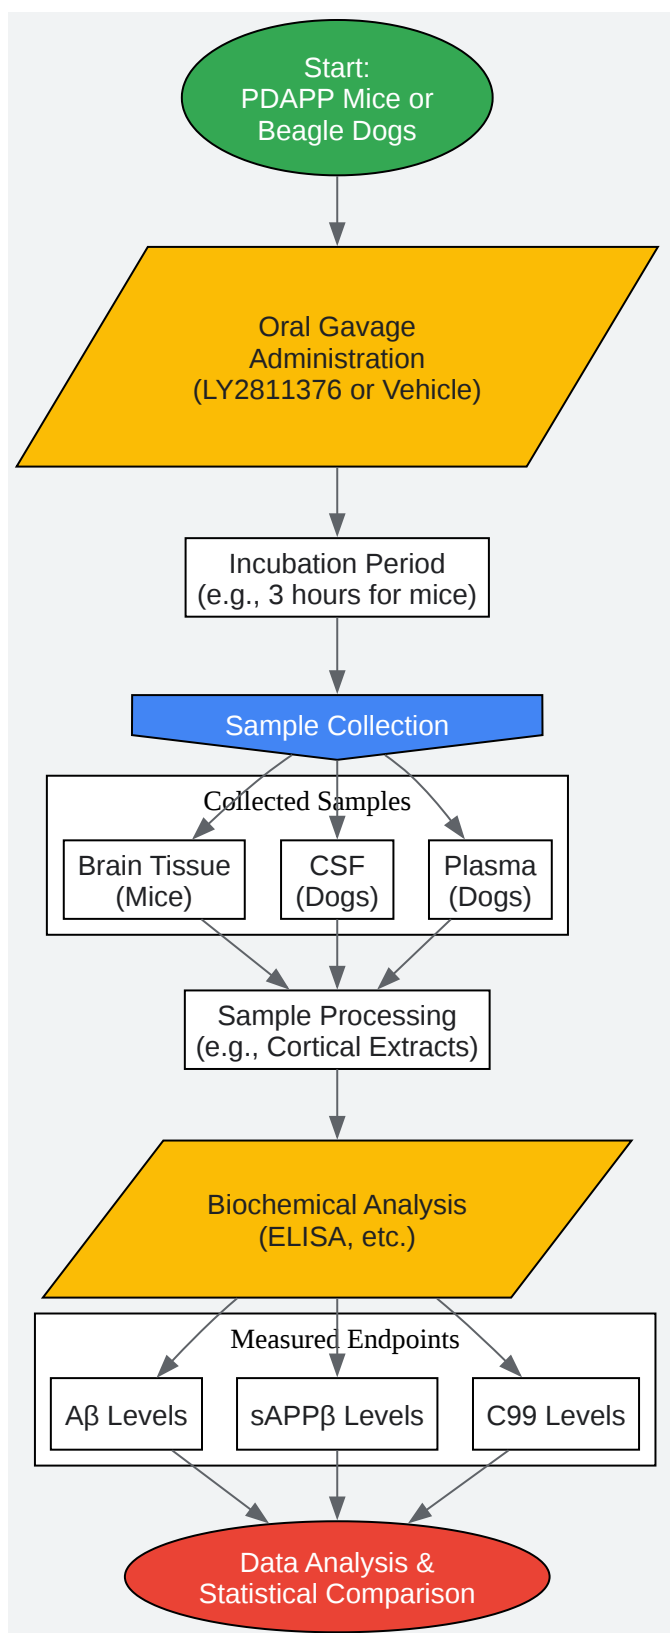 Start:
PDAPP Mice or
Beagle Dogs
Oral Gavage
Administration
(LY2811376 or Vehicle)
Incubation Period
(e.g., 3 hours for mice)
Sample Collection
Collected Samples
Brain Tissue
(Mice)
CSF
(Dogs)
Plasma
(Dogs)
Sample Processing
(e.g., Cortical Extracts)
Biochemical Analysis
(ELISA, etc.)
Measured Endpoints
Aβ Levels
sAPPβ Levels
C99 Levels
Data Analysis &
Statistical Comparison